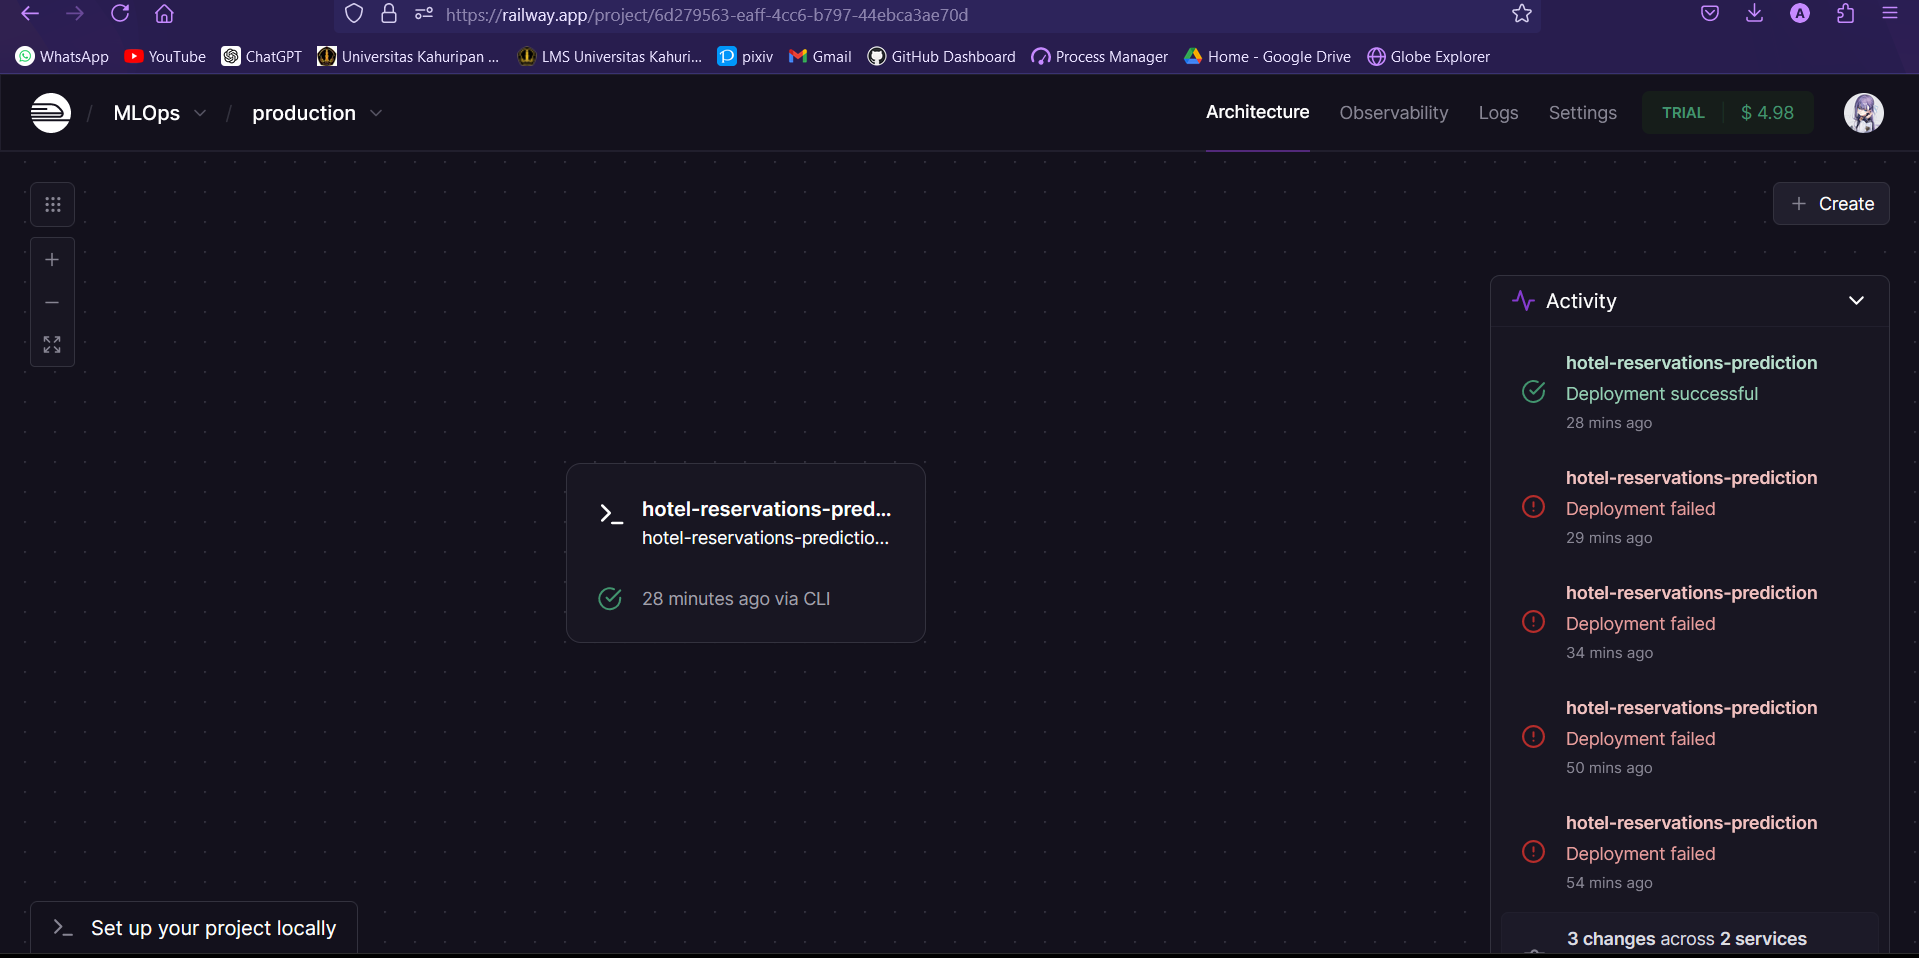 https://railway.app/project/6d279563-eaff-4cc6-b797-44ebca3ae70d
A
WhatsApp YouTube ChatGPT Universitas Kahuripan ... LMS Universitas Kahuri... pixiv Gmail GitHub Dashboard Process Manager Home - Google Drive Globe Explorer
/ MLOps / production Architecture Observability Logs Settings TRIAL $ 4.98
+ Create
Activity
hotel-reservations-prediction
Deployment successful
28 mins ago
hotel-reservations-prediction
Deployment failed
29 mins ago
hotel-reservations-pred...
hotel-reservations-predictio...
28 minutes ago via CLI
hotel-reservations-prediction
Deployment failed
34 mins ago
hotel-reservations-prediction
Deployment failed
50 mins ago
hotel-reservations-prediction
Deployment failed
54 mins ago
3 changes across 2 services
Set up your project locally